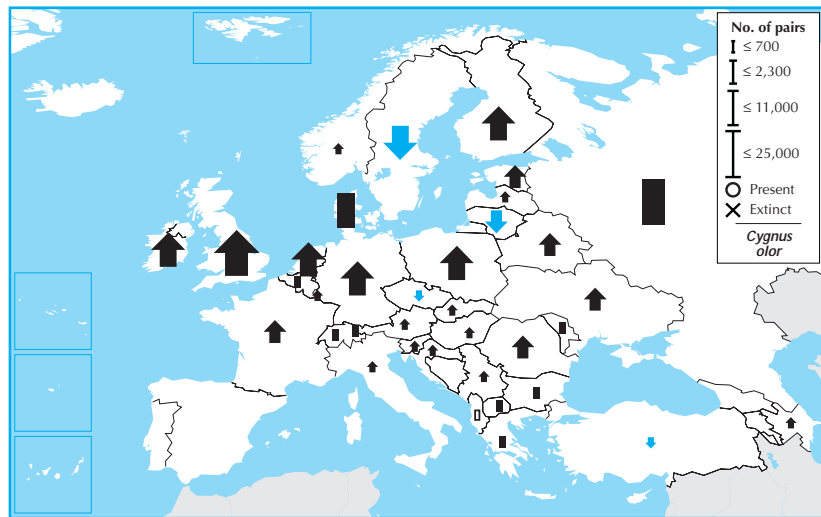 No. of pairs
≤ 700
≤ 2,300
≤ 11,000
≤ 25,000
Present
Extinct
Cygnus
olor